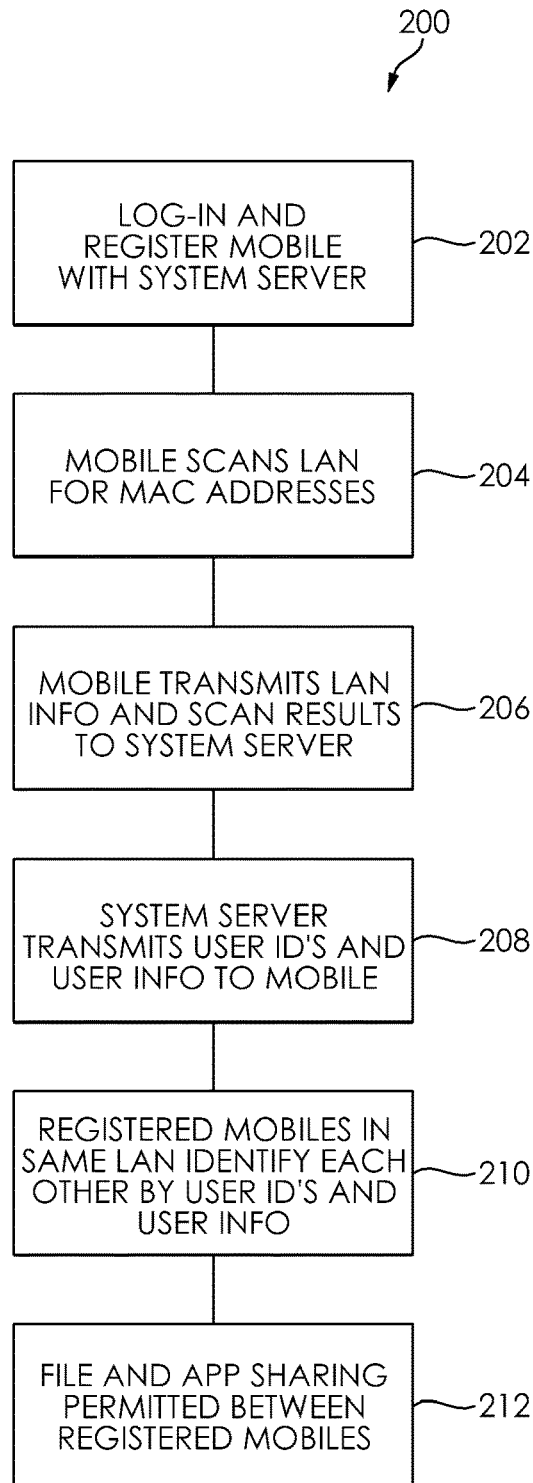 200
LOG-IN AND
REGISTER MOBILE
WITH SYSTEM SERVER
202
MOBILE SCANS LAN
FOR MAC ADDRESSES
204
MOBILE TRANSMITS LAN
INFO AND SCAN RESULTS
TO SYSTEM SERVER
206
SYSTEM SERVER
TRANSMITS USER ID'S AND
USER INFO TO MOBILE
208
REGISTERED MOBILES IN
SAME LAN IDENTIFY EACH
OTHER BY USER ID'S AND
USER INFO
210
FILE AND APP SHARING
PERMITTED BETWEEN
REGISTERED MOBILES
212